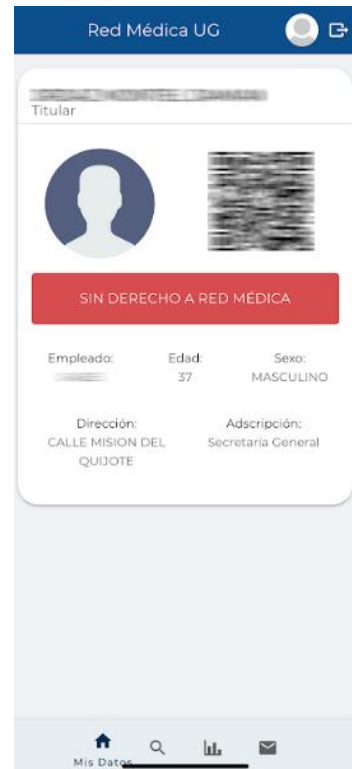 Red Médica UG
Titular
SIN DERECHO A RED MÉDICA
Empleado: Edad: Sexo:
37 MASCULINO
Dirección: Adscripción:
CALLE MISION DEL Secretaría General
QUIJOTE
Mis Datos